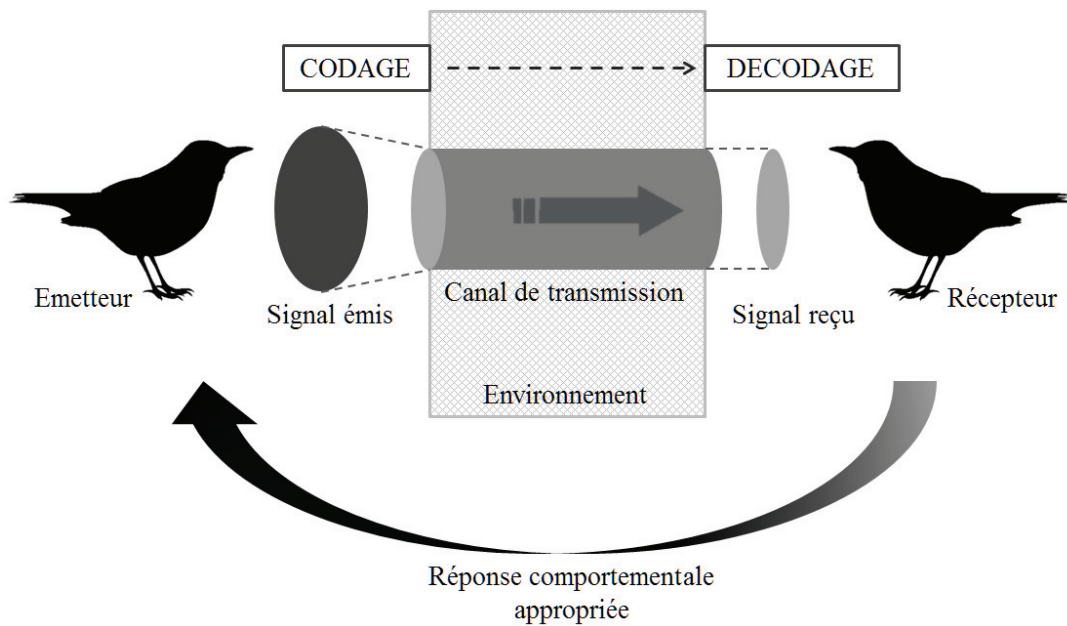 CODAGE
DECODAGE
Emetteur
Signal émis
Canal de transmission
Signal reçu
Récepteur
Environnement
Réponse comportementale
appropriée